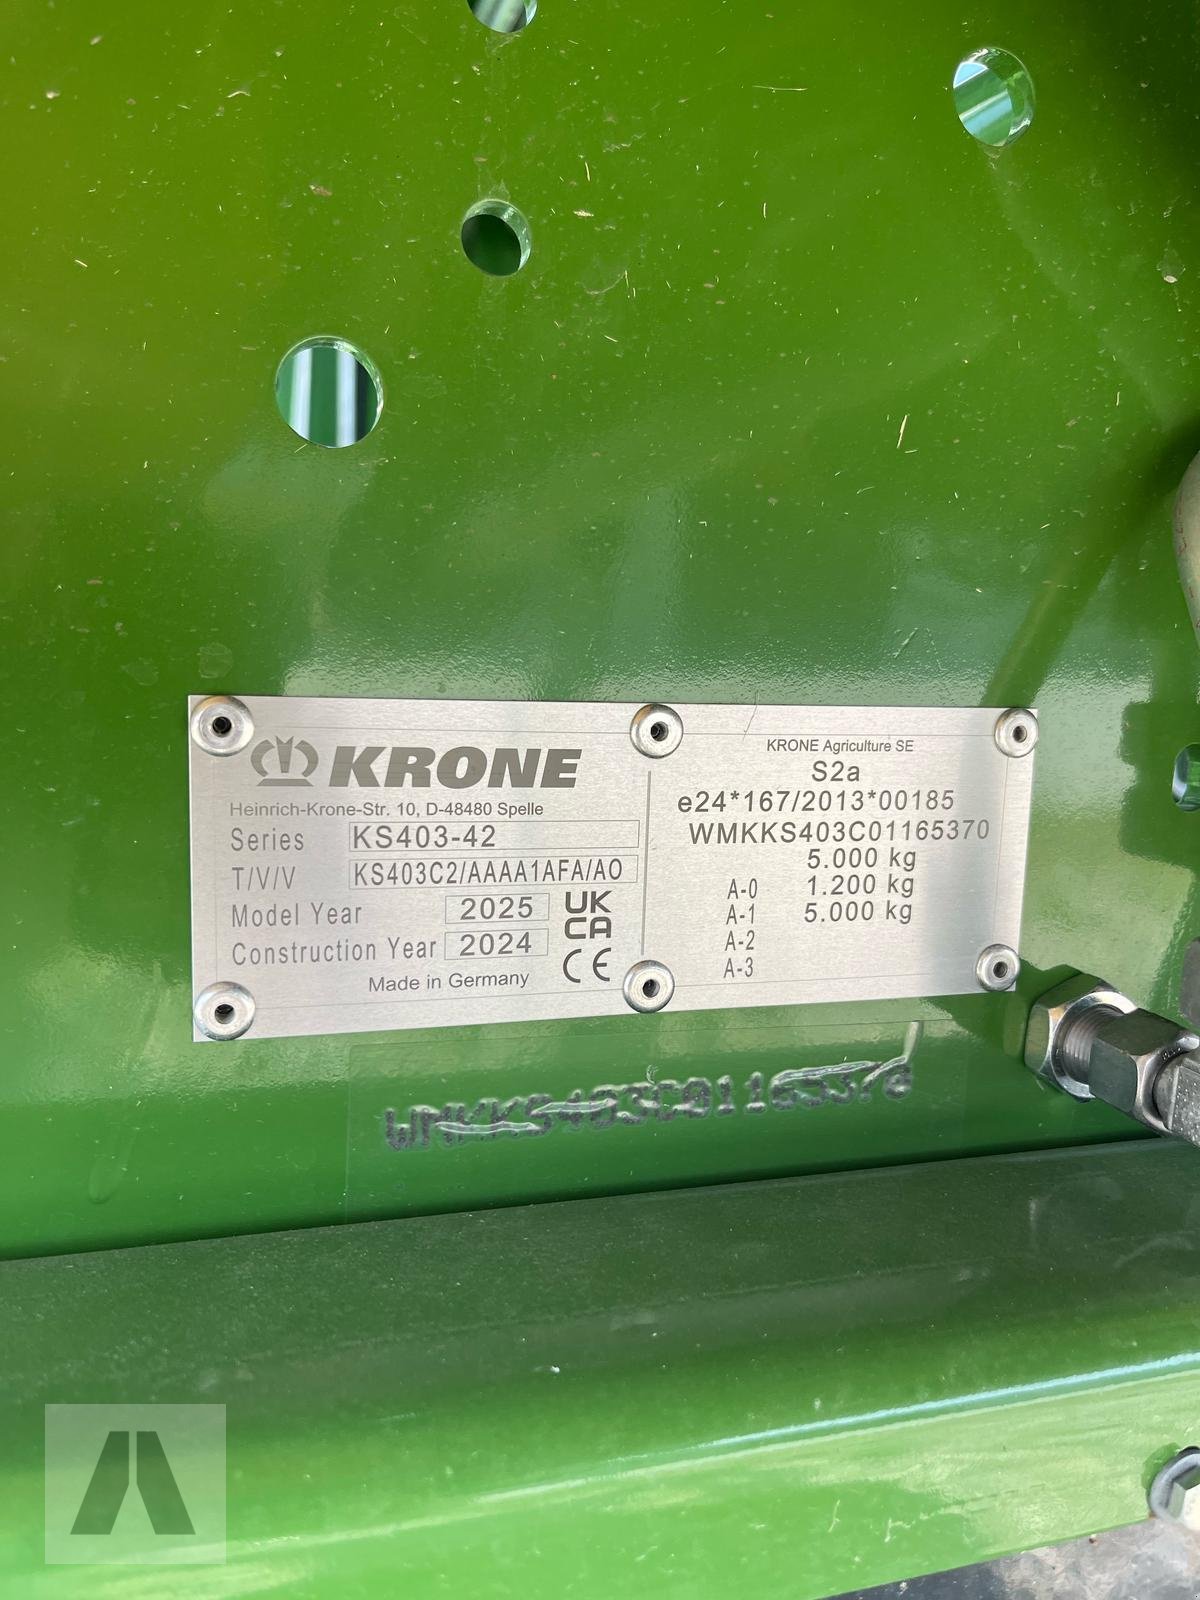 KRONE
Heinrich-Krone-Str. 10, D-48480 Spelle
Series KS403-42
T/V/V KS403C2/AAAA1AFA/AO
Model Year 2025
Construction Year 2024
UK
CA
CE
Made in Germany
KRONE Agriculture SE
S2a
e24*167/2013*00185
WMKKS403C01165370
5.000 kg
A-0 1.200 kg
A-1 5.000 kg
A-2
A-3
WMKKS403C01165370